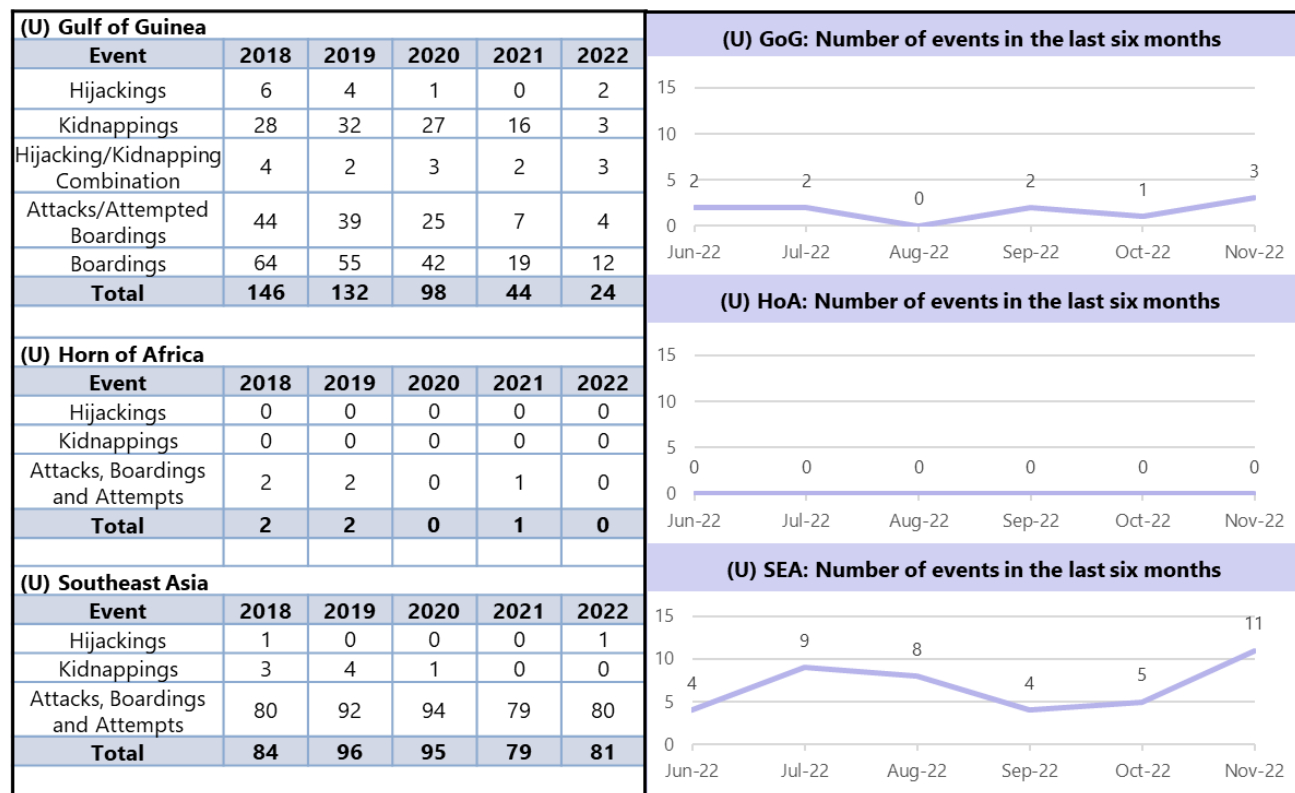 (U) Gulf of Guinea
Event 2018 2019 2020 2021 2022
Hijackings 6 4 1 0 2
Kidnappings 28 32 27 16 3
Hijacking/Kidnapping
Combination 4 2 3 2 3
Attacks/Attempted
Boardings 44 39 25 7 4
Boardings 64 55 42 19 12
Total 146 132 98 44 24
(U) Horn of Africa
Event 2018 2019 2020 2021 2022
Hijackings 0 0 0 0 0
Kidnappings 0 0 0 0 0
Attacks, Boardings
and Attempts 2 2 0 1 0
Total 2 2 0 1 0
(U) Southeast Asia
Event 2018 2019 2020 2021 2022
Hijackings 1 0 0 0 1
Kidnappings 3 4 1 0 0
Attacks, Boardings
and Attempts 80 92 94 79 80
Total 84 96 95 79 81
(U) GoG: Number of events in the last six months
15
10
5
0
2 2 0 2 1 3
Jun-22 Jul-22 Aug-22 Sep-22 Oct-22 Nov-22
(U) HoA: Number of events in the last six months
15
10
5
0
0 0 0 0 0 0
Jun-22 Jul-22 Aug-22 Sep-22 Oct-22 Nov-22
(U) SEA: Number of events in the last six months
15
10
5
0
4 9 8 4 5 11
Jun-22 Jul-22 Aug-22 Sep-22 Oct-22 Nov-22